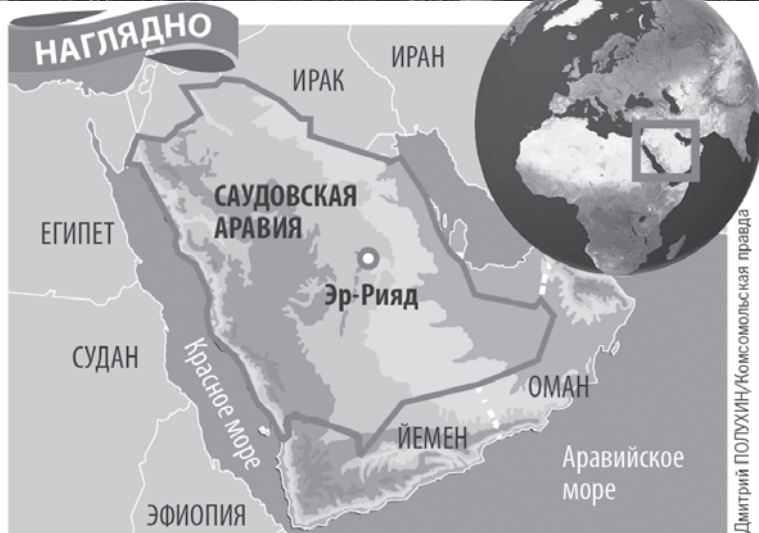 НАГЛЯДНО
ИРАК
ИРАН
САУДОВСКАЯ
АРАВИЯ
ЕГИПЕТ
Эр-Рияд
СУДАН
Красное море
ОМАН
ЙЕМЕН
Аравийское
море
ЭФИОПИЯ
Дмитрий ПОЛУХИН/Комсомольская правда